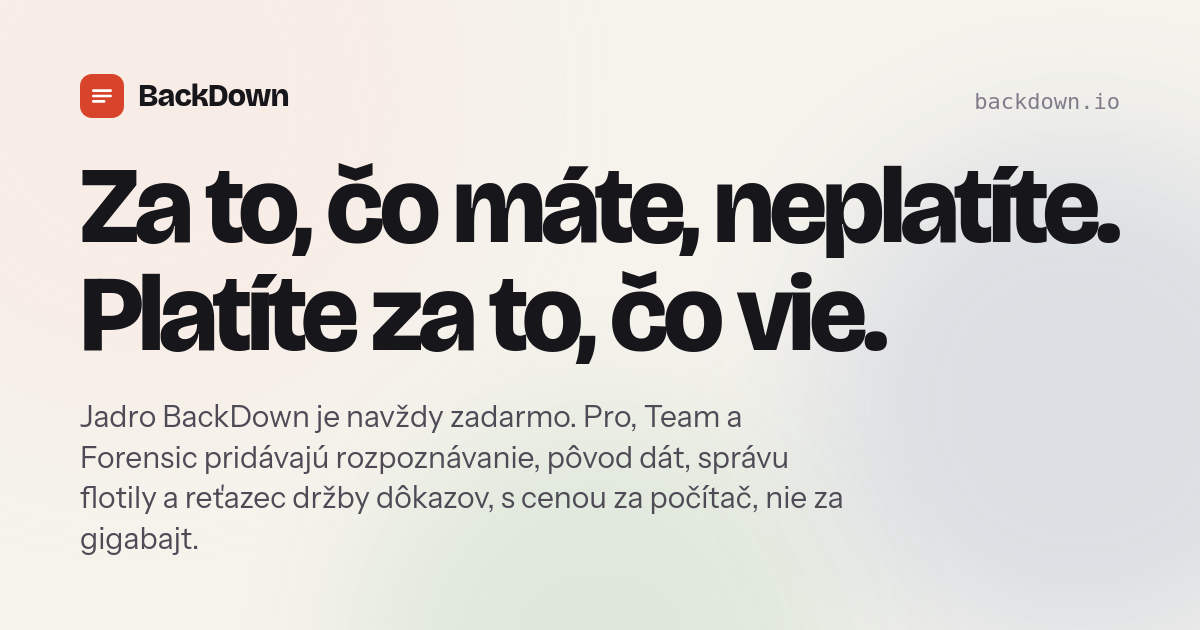 BackDown
backdown.io
Za to, čo máte, neplatíte.
Platíte za to, čo vie.
Jadro BackDown je navždy zadarmo. Pro, Team a
Forensic pridávajú rozpoznávanie, pôvod dát, správu
flotily a reťazec držby dôkazov, s cenou za počítač, nie za
gigabajt.